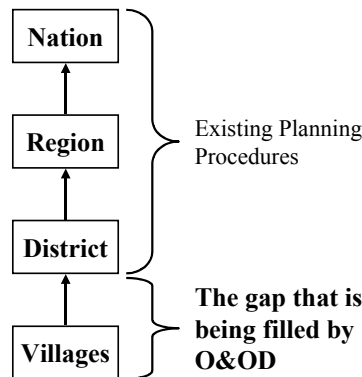 Nation
Region
Existing Planning
Procedures
District
The gap that is
being filled by
O&OD
Villages